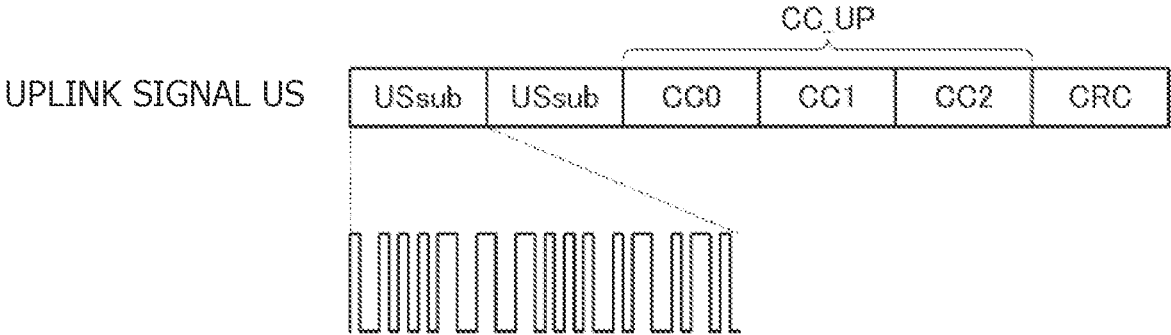 CC_UP
UPLINK SIGNAL US USsub USsub CC0 CC1 CC2 CRC